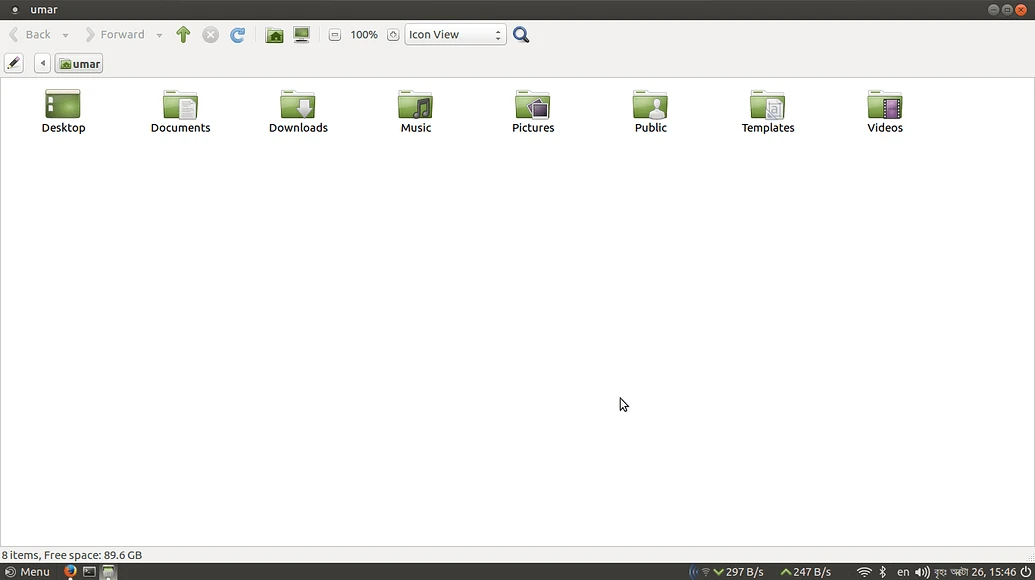 umar
Back Forward 100% Icon View
umar
Desktop Documents Downloads Music Pictures Public Templates Videos
8 items, Free space: 89.6 GB
Menu 297 B/s 247 B/s en বৃহঃ অক্টো 26, 15:46